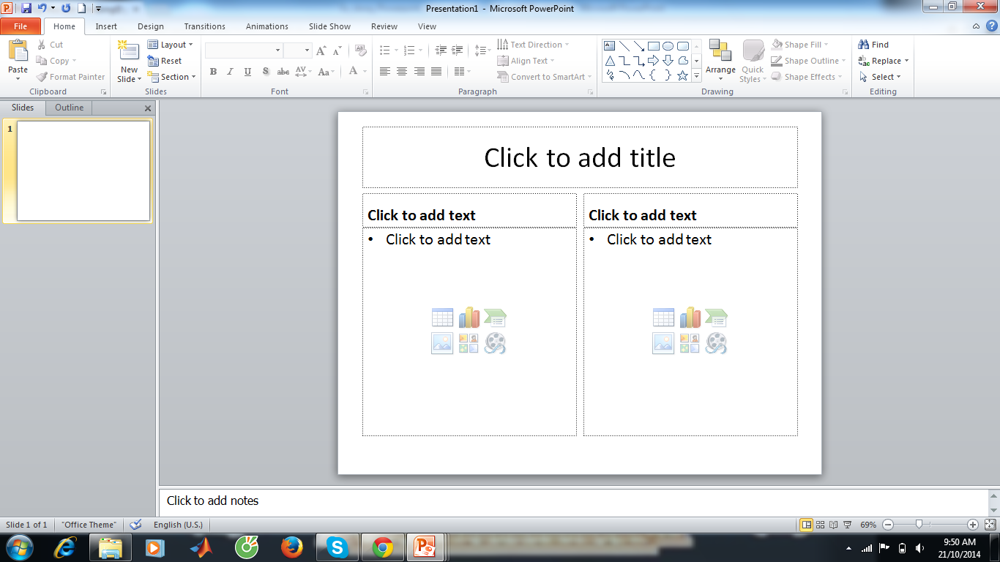 Presentation1 - Microsoft PowerPoint
File Home Insert Design Transitions Animations Slide Show Review View
Paste
Cut
Copy
Format Painter
Clipboard
New Slide
Layout
Reset
Section
Slides
B I U S abc AV Aa A
Font
Text Direction
Align Text
Convert to SmartArt
Paragraph
Arrange
Quick Styles
Shape Fill
Shape Outline
Shape Effects
Drawing
Find
Replace
Select
Editing
Slides Outline
1
Click to add title
Click to add text
• Click to add text
Click to add text
• Click to add text
Click to add notes
Slide 1 of 1 "Office Theme" English (U.S.) 69%
9:50 AM
21/10/2014